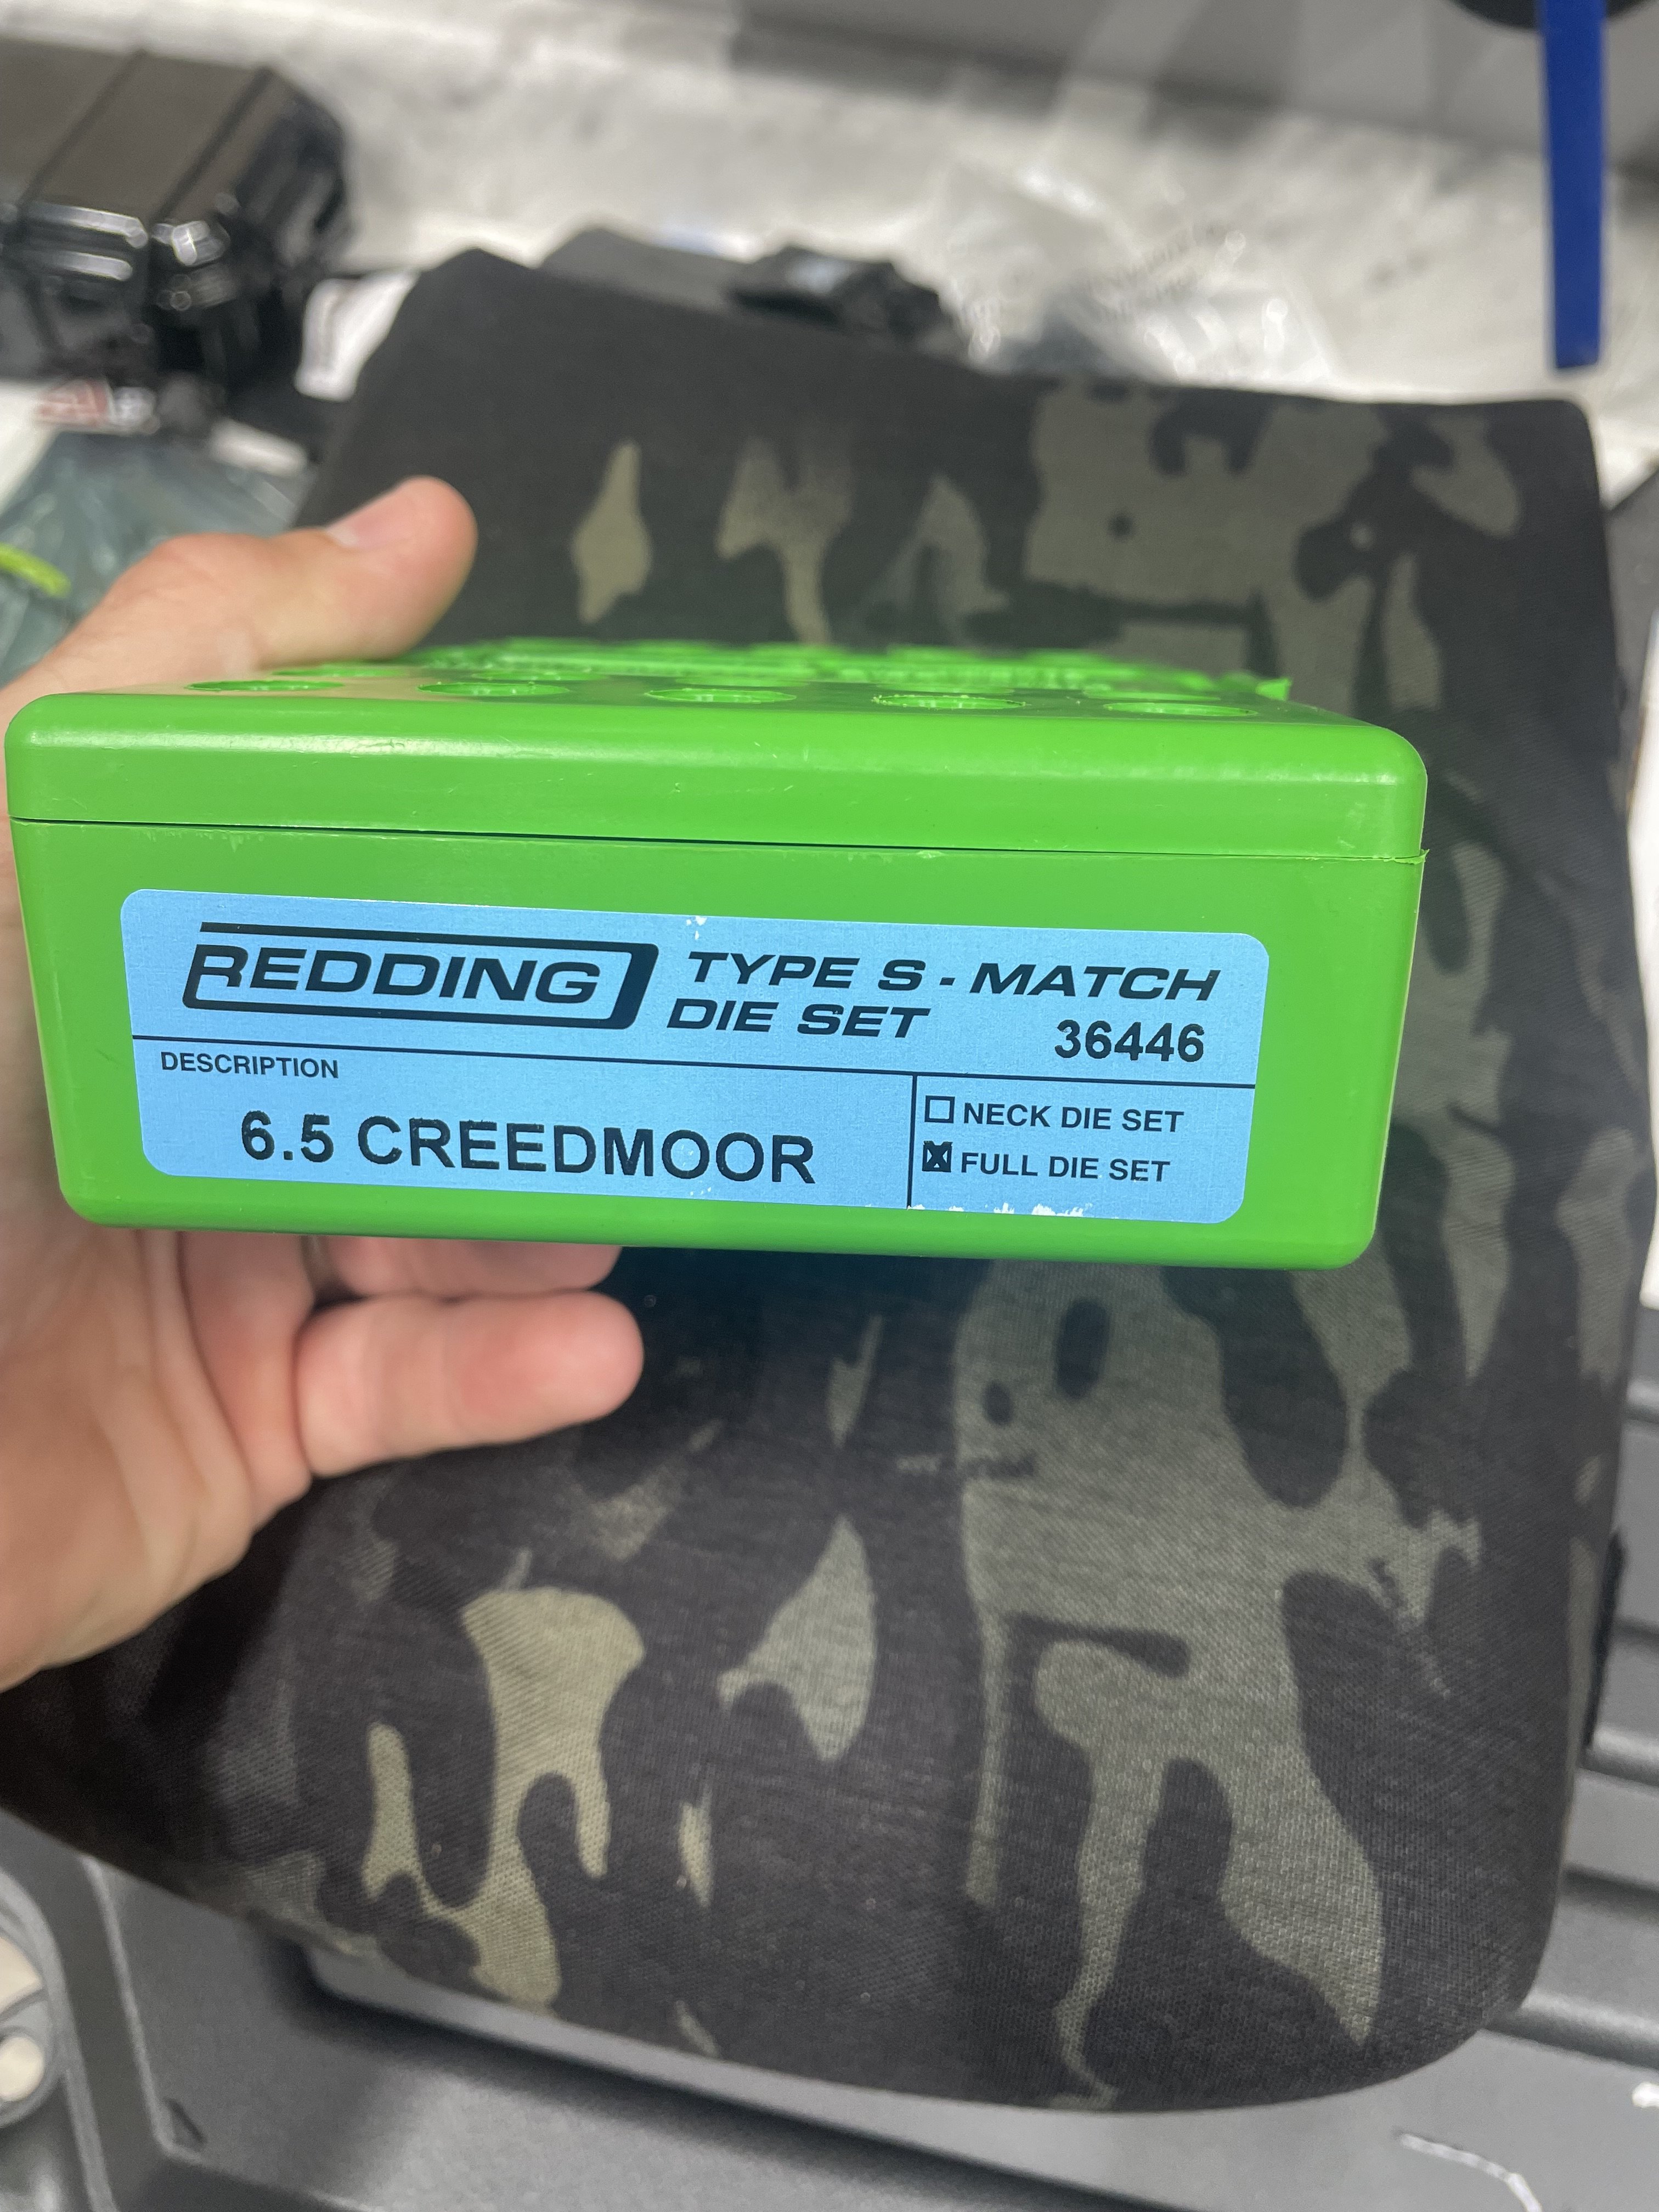 REDDING TYPE S - MATCH
DIE SET
36446
DESCRIPTION
6.5 CREEDMOOR
NECK DIE SET
FULL DIE SET